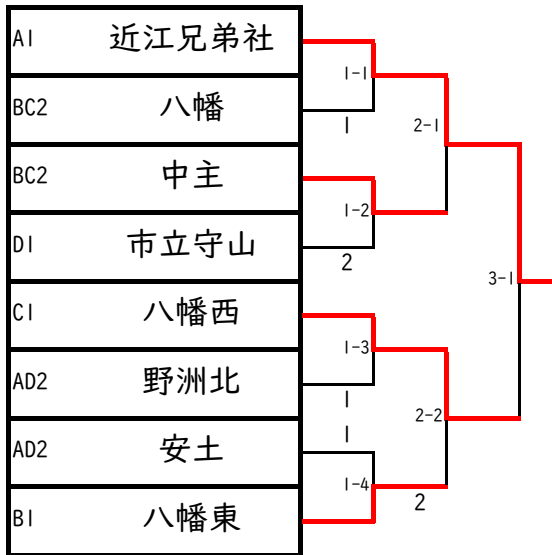 A1 近江兄弟社
BC2 八幡
BC2 中主
D1 市立守山
C1 八幡西
AD2 野洲北
AD2 安土
B1 八幡東
1-1
1
1-2
2
1-3
1
1
1-4
2-1
2-2
2
3-1